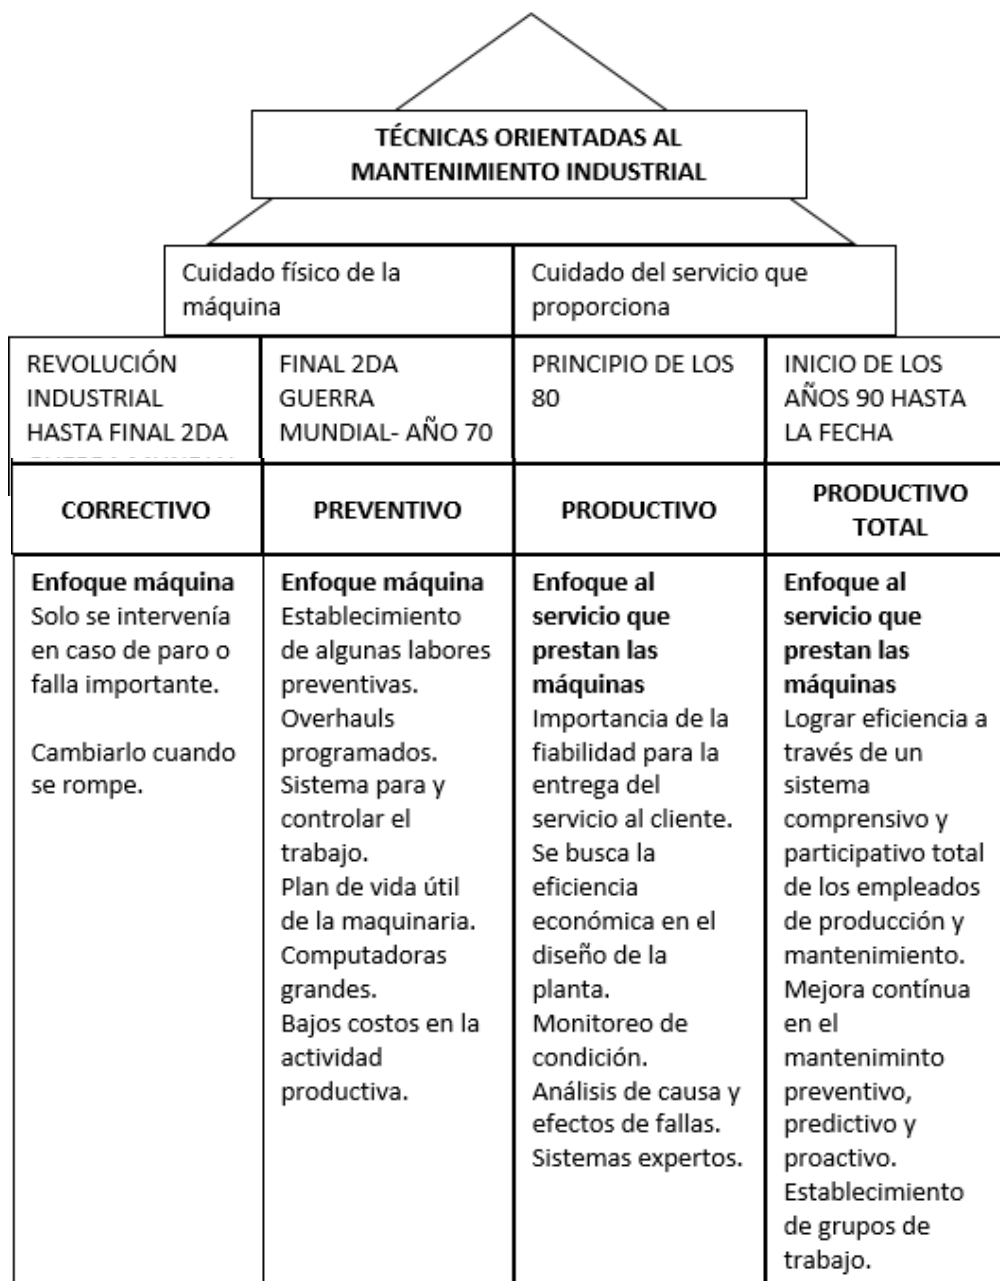 TÉCNICAS ORIENTADAS AL
MANTENIMIENTO INDUSTRIAL
Cuidado físico de la
máquina
Cuidado del servicio que
proporciona
REVOLUCIÓN
INDUSTRIAL
HASTA FINAL 2DA
FINAL 2DA
GUERRA
MUNDIAL- AÑO 70
PRINCIPIO DE LOS
80
INICIO DE LOS
AÑOS 90 HASTA
LA FECHA
CORRECTIVO
PREVENTIVO
PRODUCTIVO
PRODUCTIVO
TOTAL
Enfoque máquina
Solo se intervenía
en caso de paro o
falla importante.
Cambiarlo cuando
se rompe.
Enfoque máquina
Establecimiento
de algunas labores
preventivas.
Overhauls
programados.
Sistema para y
controlar el
trabajo.
Plan de vida útil
de la maquinaria.
Computadoras
grandes.
Bajos costos en la
actividad
productiva.
Enfoque al
servicio que
prestan las
máquinas
Importancia de la
fiabilidad para la
entrega del
servicio al cliente.
Se busca la
eficiencia
económica en el
diseño de la
planta.
Monitoreo de
condición.
Análisis de causa y
efectos de fallas.
Sistemas expertos.
Enfoque al
servicio que
prestan las
máquinas
Lograr eficiencia a
través de un
sistema
comprensivo y
participativo total
de los empleados
de producción y
mantenimiento.
Mejora contínua
en el
manteniminto
preventivo,
predictivo y
proactivo.
Establecimiento
de grupos de
trabajo.